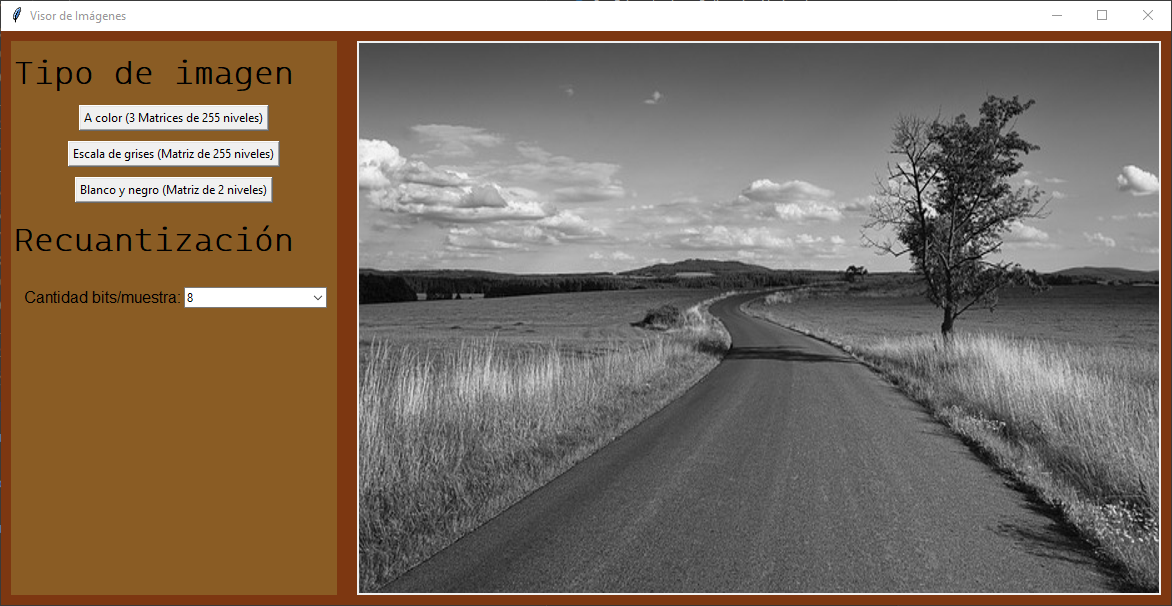 Visor de Imágenes
Tipo de imagen
A color (3 Matrices de 255 niveles)
Escala de grises (Matriz de 255 niveles)
Blanco y negro (Matriz de 2 niveles)
Recuantización
Cantidad bits/muestra: 8